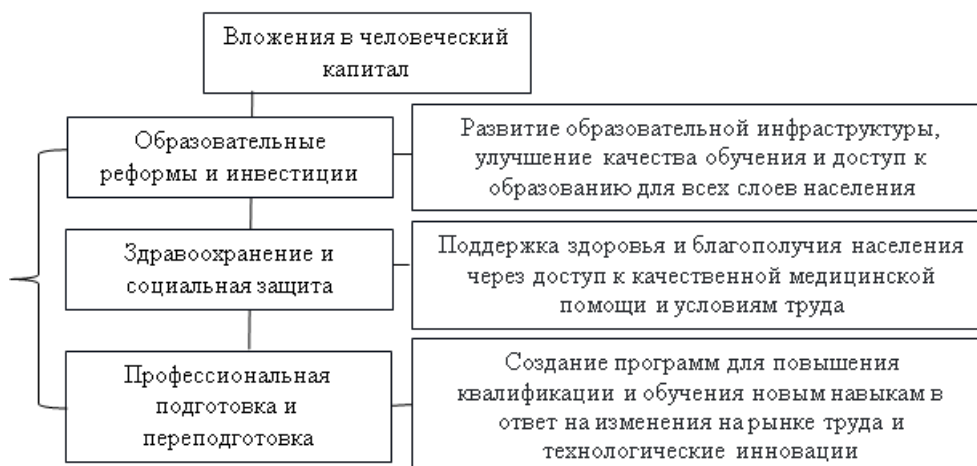 Вложения в человеческий
капитал
Образовательные
реформы и инвестиции
Развитие образовательной инфраструктуры,
улучшение качества обучения и доступ к
образованию для всех слоев населения
Здравоохранение и
социальная защита
Поддержка здоровья и благополучия населения
через доступ к качественной медицинской
помощи и условиям труда
Профессиональная
подготовка и
переподготовка
Создание программ для повышения
квалификации и обучения новым навыкам в
ответ на изменения на рынке труда и
технологические инновации